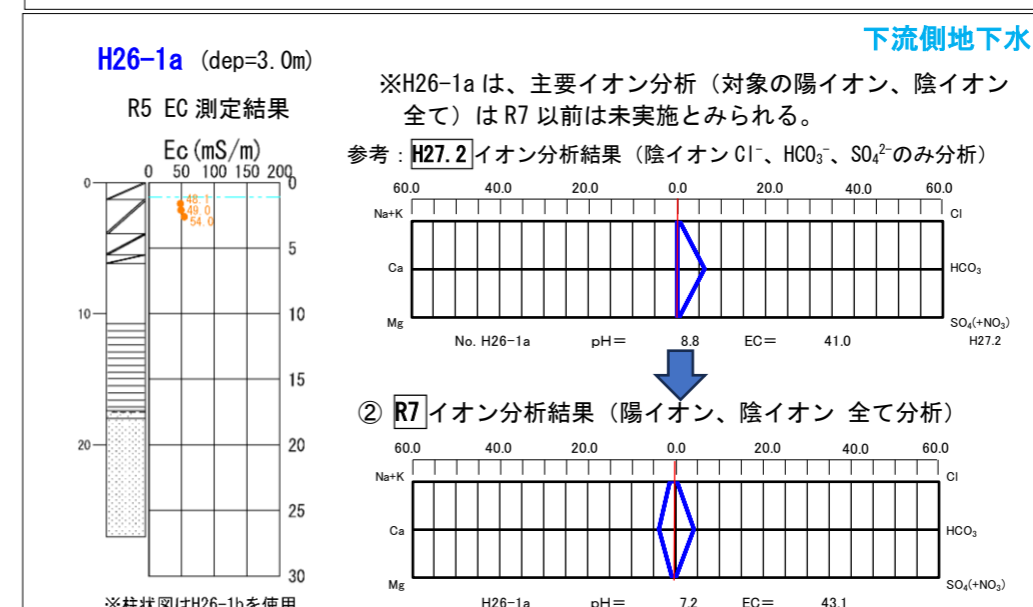 下流側地下水
H26-1a (dep=3.0m)
※H26-1a は、主要イオン分析（対象の陽イオン、陰イオン
全て）は R7 以前は未実施とみられる。
R5 EC 測定結果
参考：H27.2イオン分析結果（陰イオン Cl⁻、HCO₃⁻、SO₄²⁻のみ分析）
Ec(mS/m)
0 50 100 150 200
0 0
48.1
49.0
54.0
5
10 10
15
20 20
25
30
60.0 40.0 20.0 0.0 20.0 40.0 60.0
Na+K Cl
Ca HCO₃
Mg SO₄(+NO₃)
No. H26-1a pH＝ 8.8 EC＝ 41.0 H27.2
② R7イオン分析結果（陽イオン、陰イオン 全て分析）
60.0 40.0 20.0 0.0 20.0 40.0 60.0
Na+K Cl
Ca HCO₃
Mg SO₄(+NO₃)
H26-1a pH＝ 7.2 EC＝ 43.1
※柱状図はH26-1bを使用